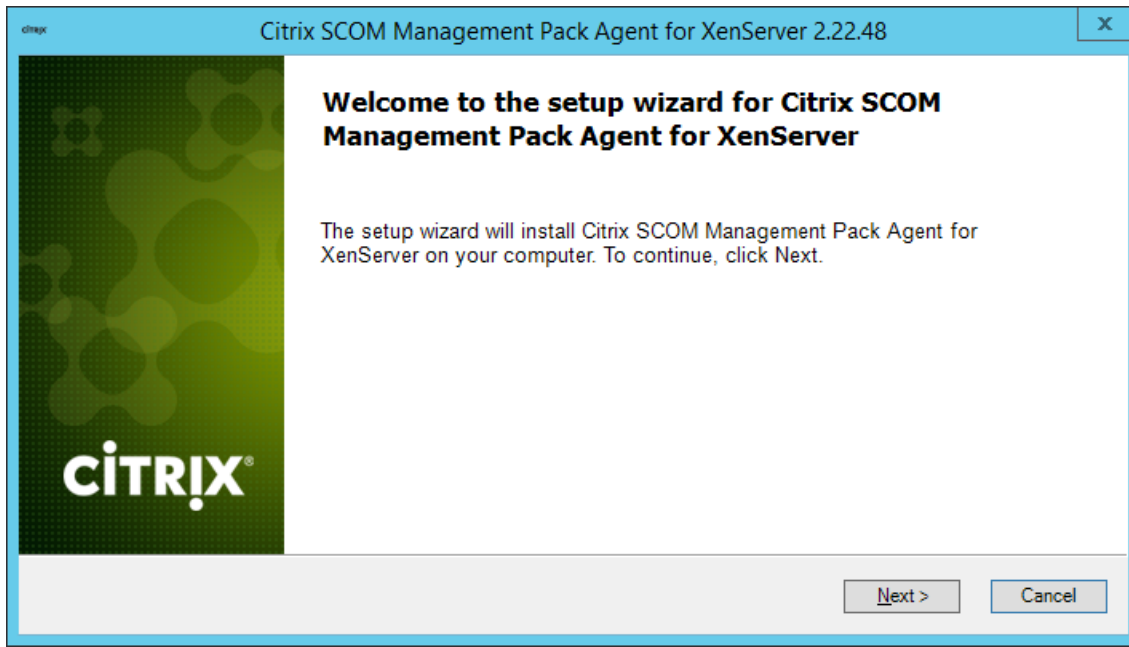 citrix
Citrix SCOM Management Pack Agent for XenServer 2.22.48
X
Welcome to the setup wizard for Citrix SCOM
Management Pack Agent for XenServer
The setup wizard will install Citrix SCOM Management Pack Agent for
XenServer on your computer. To continue, click Next.
CİTRỊX®
Next >
Cancel